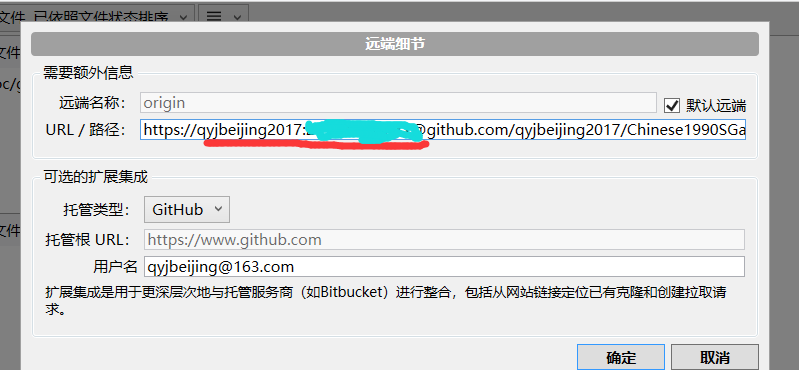 文件 已依照文件状态排序
远端细节
文件
需要额外信息
oc/g
远端名称： origin 默认远端
URL / 路径： https://qyjbeijing2017: @github.com/qyjbeijing2017/Chinese1990SGa
可选的扩展集成
托管类型： GitHub
文件
托管根 URL： https://www.github.com
用户名 qyjbeijing@163.com
扩展集成是用于更深层次地与托管服务商（如Bitbucket）进行整合，包括从网站链接定位已有克隆和创建拉取请
求。
确定 取消